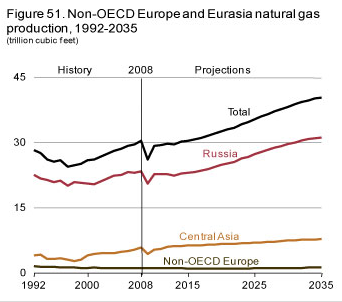 Figure 51. Non-OECD Europe and Eurasia natural gas
production, 1992-2035
(trillion cubic feet)
History 2008 Projections
45
Total
30
Russia
15
Central Asia
Non-OECD Europe
0
1992 2000 2008 2015 2025 2035